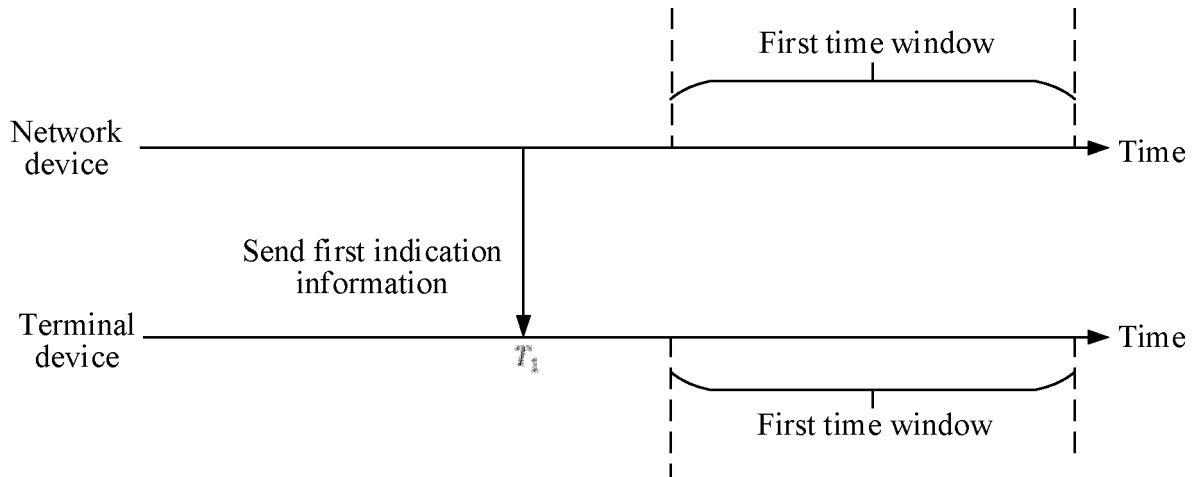 First time window
Network
device
Time
Send first indication
information
Terminal
device
Time
T₁
First time window